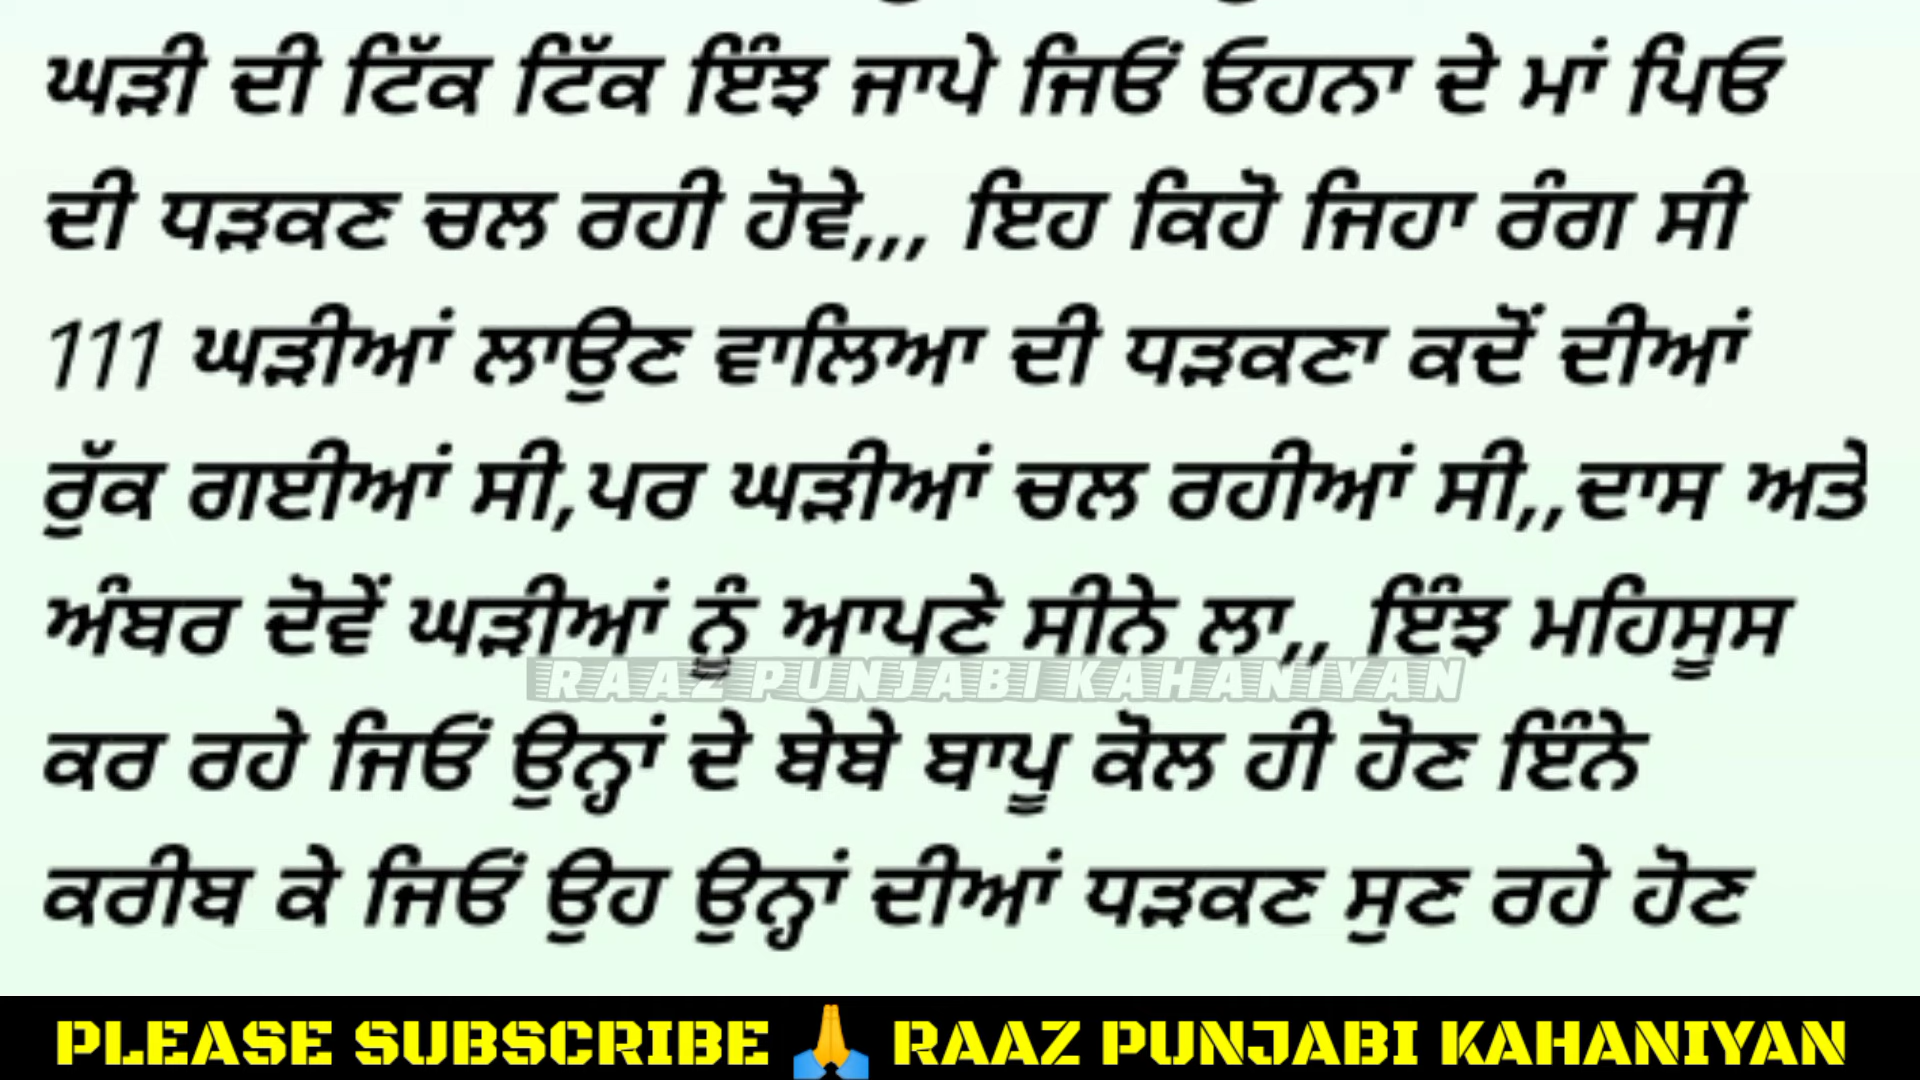 ਘੜੀ ਦੀ ਟਿੱਕ ਟਿੱਕ ਇੰਝ ਜਾਪੇ ਜਿਓਂ ਓਹਨਾ ਦੇ ਮਾਂ ਪਿਓ
ਦੀ ਧੜਕਣ ਚਲ ਰਹੀ ਹੋਵੇ,,, ਇਹ ਕਿਹੋ ਜਿਹਾ ਰੰਗ ਸੀ
111 ਘੜੀਆਂ ਲਾਉਣ ਵਾਲਿਆ ਦੀ ਧੜਕਣਾ ਕਦੋਂ ਦੀਆਂ
ਰੁੱਕ ਗਈਆਂ ਸੀ,ਪਰ ਘੜੀਆਂ ਚਲ ਰਹੀਆਂ ਸੀ,,ਦਾਸ ਅਤੇ
ਅੰਬਰ ਦੋਵੇਂ ਘੜੀਆਂ ਨੂੰ ਆਪਣੇ ਸੀਨੇ ਲਾ,, ਇੰਝ ਮਹਿਸੂਸ
RAAZ PUNJABI KAHANIYAN
ਕਰ ਰਹੇ ਜਿਓਂ ਉਨ੍ਹਾਂ ਦੇ ਬੇਬੇ ਬਾਪੂ ਕੋਲ ਹੀ ਹੋਣ ਇੰਨੇ
ਕਰੀਬ ਕੇ ਜਿਓਂ ਉਹ ਉਨ੍ਹਾਂ ਦੀਆਂ ਧੜਕਣ ਸੁਣ ਰਹੇ ਹੋਣ
PLEASE SUBSCRIBE 🙏 RAAZ PUNJABI KAHANIYAN